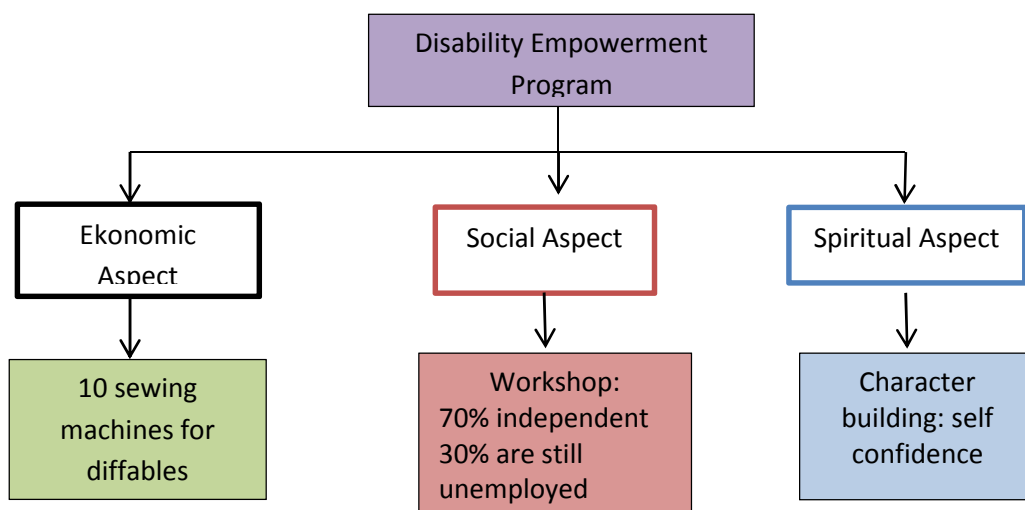 Disability Empowerment
Program
Ekonomic
Aspect
Social Aspect
Spiritual Aspect
10 sewing
machines for
diffables
Workshop:
70% independent
30% are still
unemployed
Character
building: self
confidence